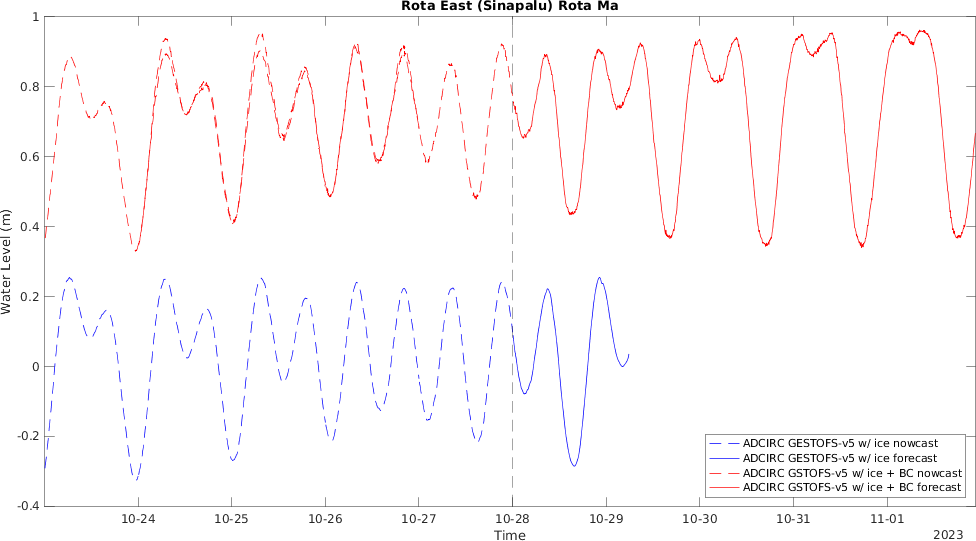 Rota East (Sinapalu) Rota Ma
1
0.8
0.6
0.4
0.2
0
-0.2
-0.4
Water Level (m)
10-24 10-25 10-26 10-27 10-28 10-29 10-30 10-31 11-01
Time
2023
ADCIRC GESTOFS-v5 w/ ice nowcast
ADCIRC GESTOFS-v5 w/ ice forecast
ADCIRC GSTOFS-v5 w/ ice + BC nowcast
ADCIRC GSTOFS-v5 w/ ice + BC forecast